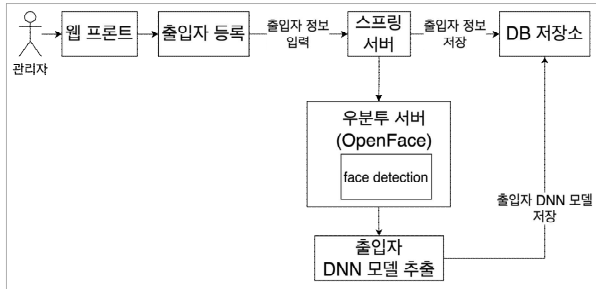 관리자
웹 프론트
출입자 등록
출입자 정보
입력
스프링
서버
출입자 정보
저장
DB 저장소
우분투 서버
(OpenFace)
face detection
출입자 DNN 모델
저장
출입자
DNN 모델 추출